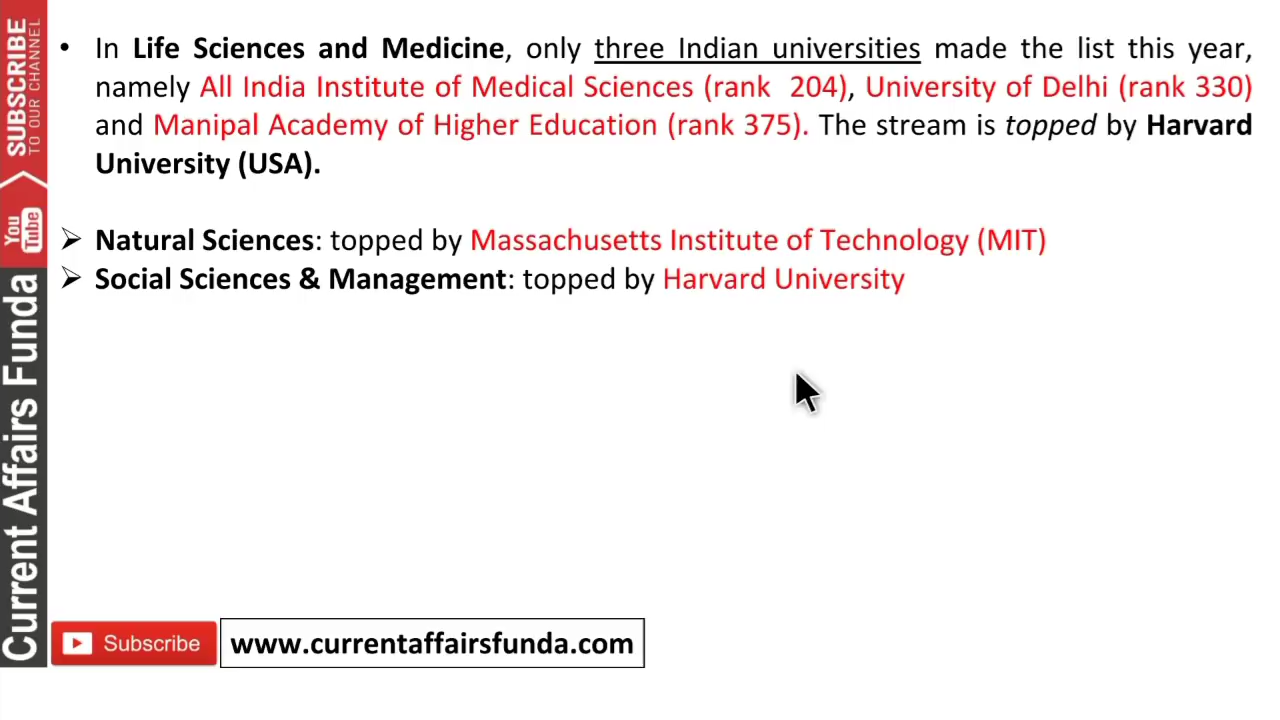 SUBSCRIBE
TO OUR CHANNEL
You
Tube
Current Affairs Funda
• In Life Sciences and Medicine, only three Indian universities made the list this year,
namely All India Institute of Medical Sciences (rank 204), University of Delhi (rank 330)
and Manipal Academy of Higher Education (rank 375). The stream is topped by Harvard
University (USA).
➢ Natural Sciences: topped by Massachusetts Institute of Technology (MIT)
➢ Social Sciences & Management: topped by Harvard University
Subscribe
www.currentaffairsfunda.com